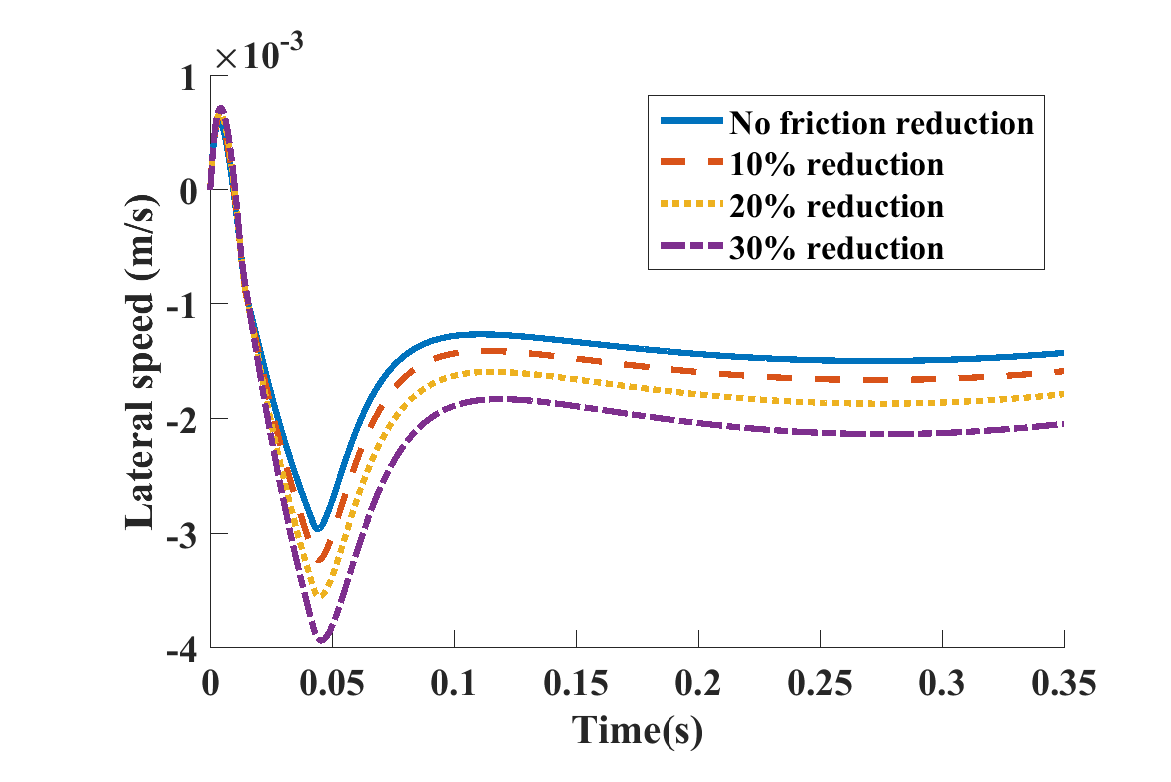 ×10-3
1
0
-1
-2
-3
-4
Lateral speed (m/s)
No friction reduction
10% reduction
20% reduction
30% reduction
0 0.05 0.1 0.15 0.2 0.25 0.3 0.35
Time(s)